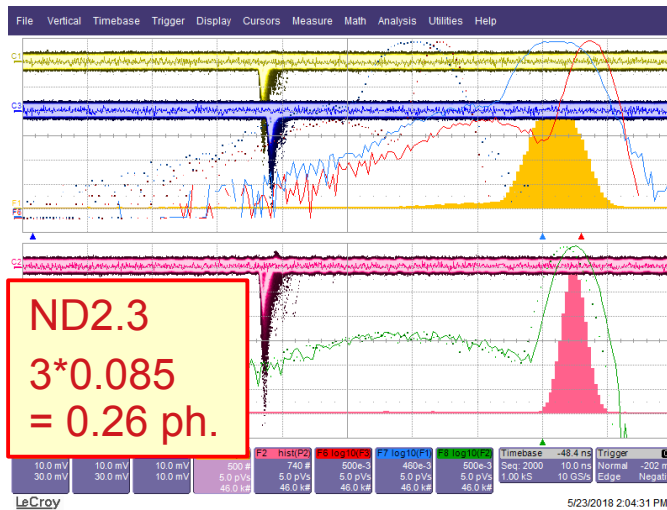 File Vertical Timebase Trigger Display Cursors Measure Math Analysis Utilities Help
C1
C3
C2
ND2.3
3*0.085
= 0.26 ph.
F2 hist(P2) F6 log10(F3) F7 log10(F1) F8 log10(F2) Timebase -48.4 ns Trigger
10.0 mV 10.0 mV 10.0 mV 500 # 740 # 500e-3 460e-3 500e-3 Seq: 2000 10.0 ns Normal -202 m
30.0 mV 30.0 mV 30.0 mV 5.0 pVs 5.0 pVs 5.0 pVs 5.0 pVs 5.0 pVs 1.00 kS 10 GS/s Edge Negati
46.0 k# 46.0 k# 46.0 k# 46.0 k# 46.0 k#
LeCroy 5/23/2018 2:04:31 PM